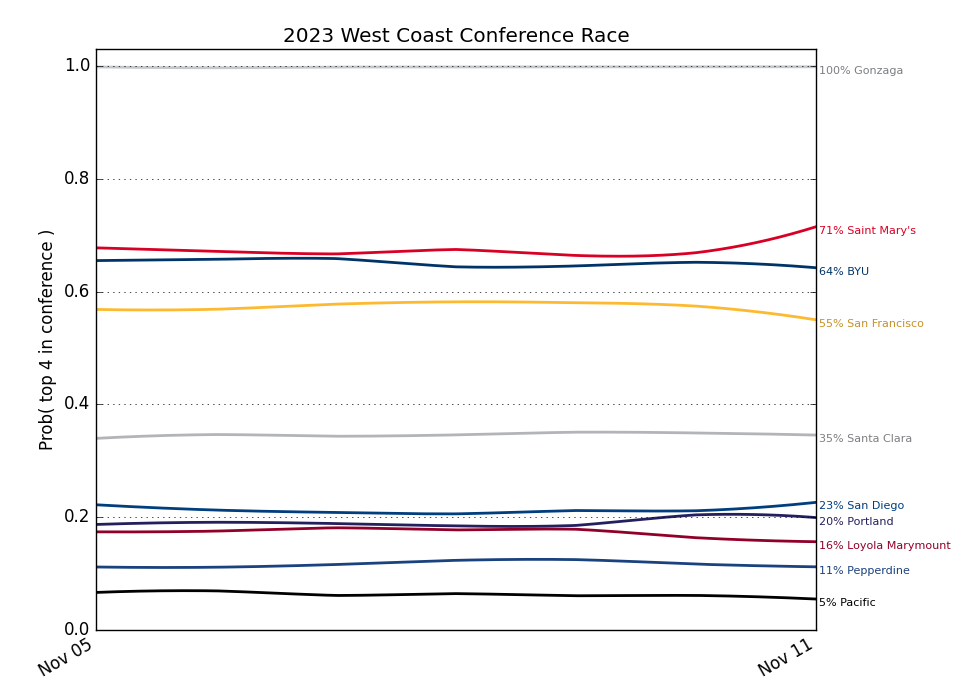 2023 West Coast Conference Race
Prob( top 4 in conference )
1.0
0.8
0.6
0.4
0.2
0.0
Nov 05
Nov 11
100% Gonzaga
71% Saint Mary's
64% BYU
55% San Francisco
35% Santa Clara
23% San Diego
20% Portland
16% Loyola Marymount
11% Pepperdine
5% Pacific